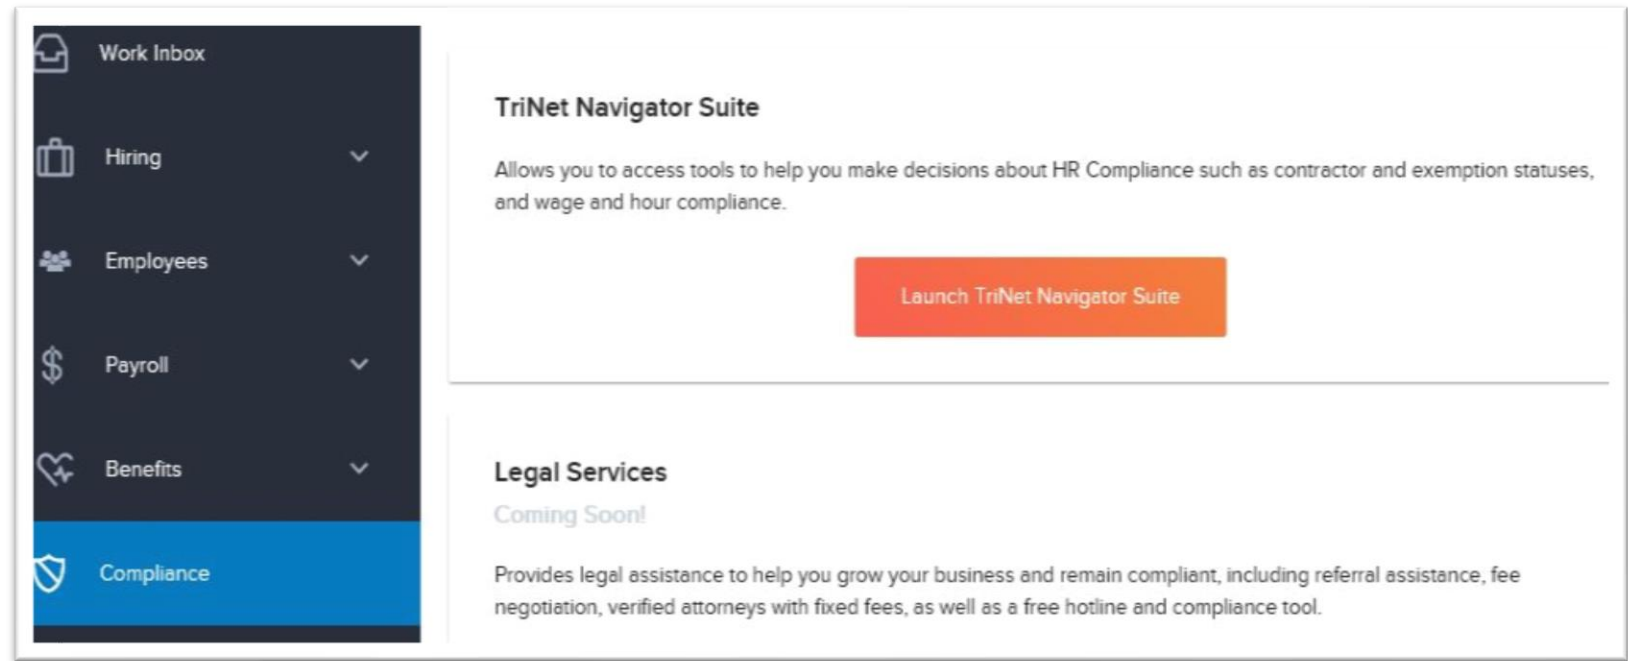 Work Inbox
Hiring
Employees
Payroll
Benefits
Compliance
TriNet Navigator Suite
Allows you to access tools to help you make decisions about HR Compliance such as contractor and exemption statuses,
and wage and hour compliance.
Launch TriNet Navigator Suite
Legal Services
Coming Soon!
Provides legal assistance to help you grow your business and remain compliant, including referral assistance, fee
negotiation, verified attorneys with fixed fees, as well as a free hotline and compliance tool.